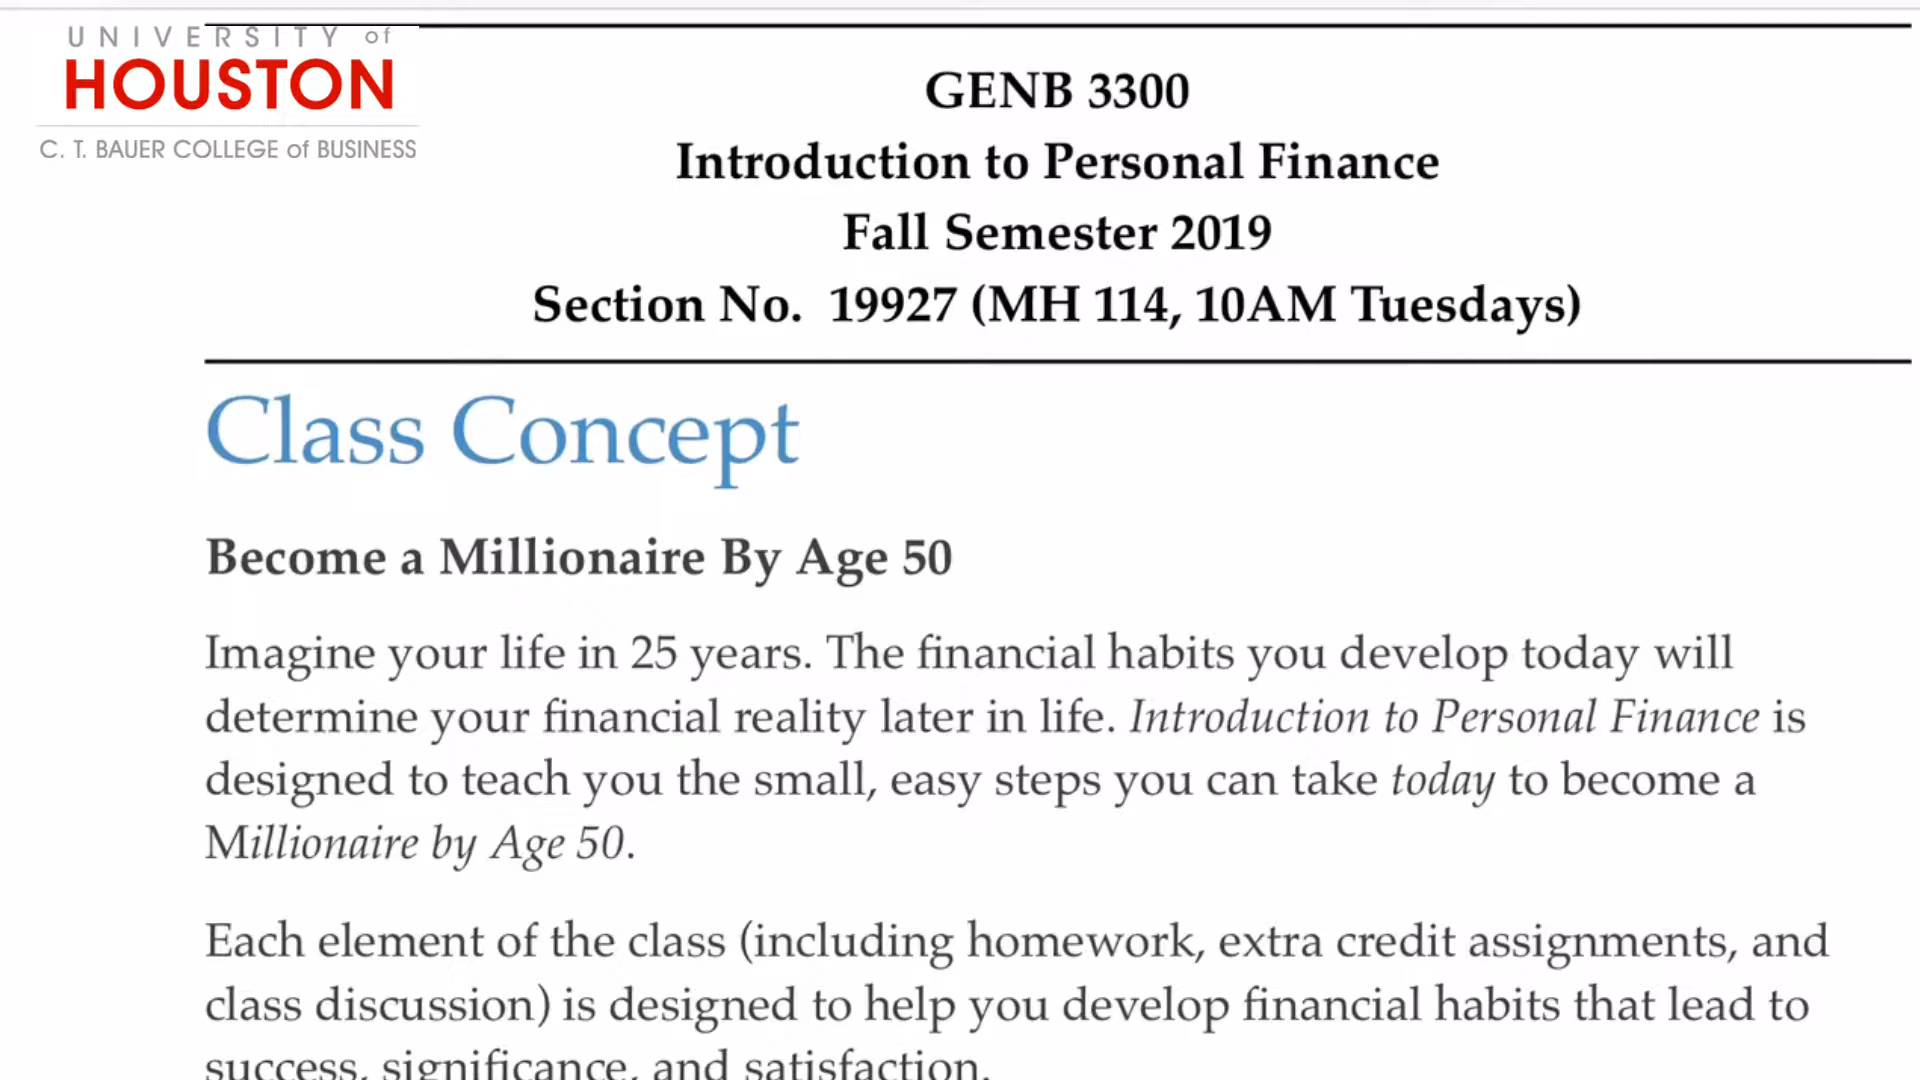 UNIVERSITY of
HOUSTON
C. T. BAUER COLLEGE of BUSINESS
GENB 3300
Introduction to Personal Finance
Fall Semester 2019
Section No. 19927 (MH 114, 10AM Tuesdays)
Class Concept
Become a Millionaire By Age 50
Imagine your life in 25 years. The financial habits you develop today will
determine your financial reality later in life. Introduction to Personal Finance is
designed to teach you the small, easy steps you can take today to become a
Millionaire by Age 50.
Each element of the class (including homework, extra credit assignments, and
class discussion) is designed to help you develop financial habits that lead to
success, significance, and satisfaction.